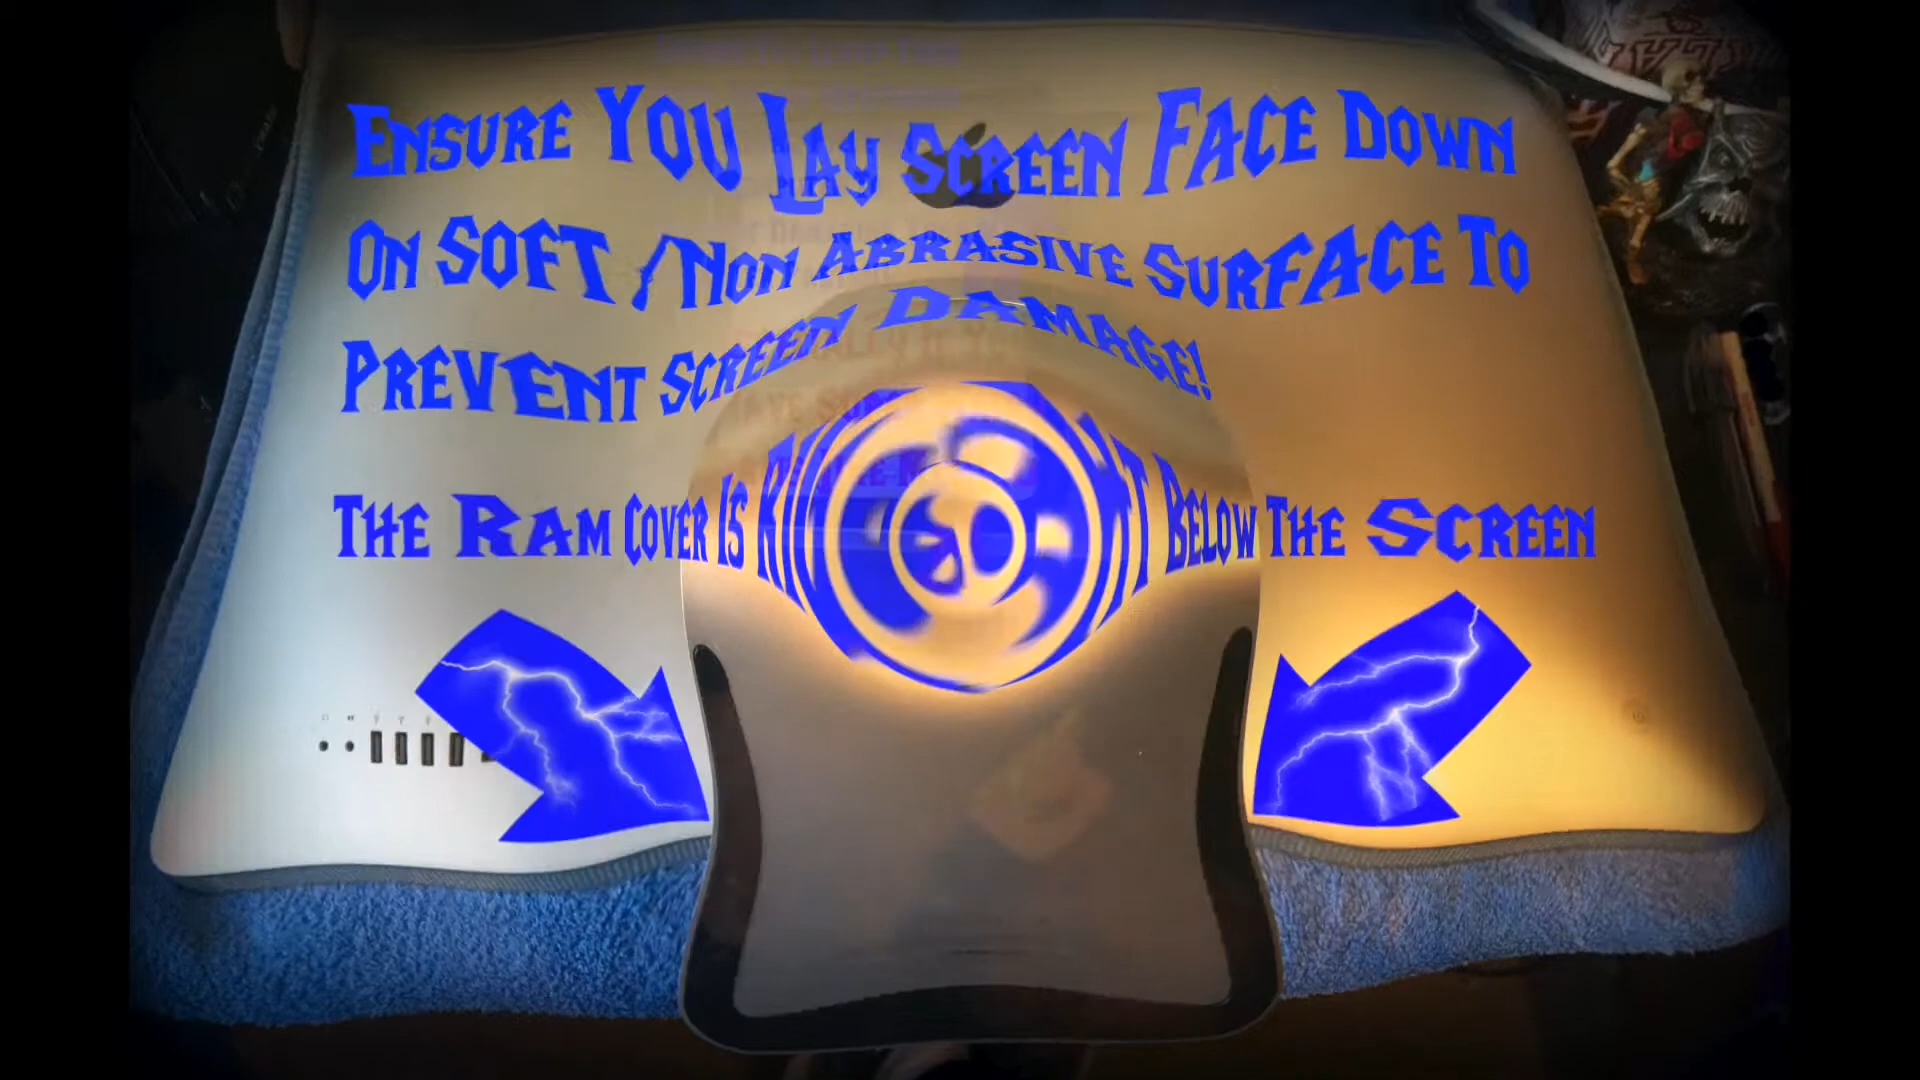 Ensure You Lay Screen Face Down
On Soft / Non Abrasive Surface To
Prevent Screen Damage!
The Ram Cover Is Below The Screen